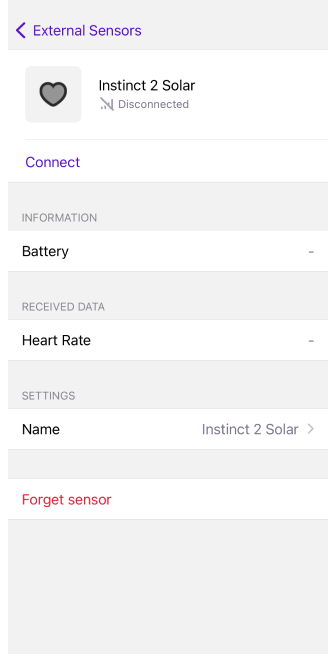 External Sensors
Instinct 2 Solar
Disconnected
Connect
INFORMATION
Battery -
RECEIVED DATA
Heart Rate -
SETTINGS
Name Instinct 2 Solar
Forget sensor